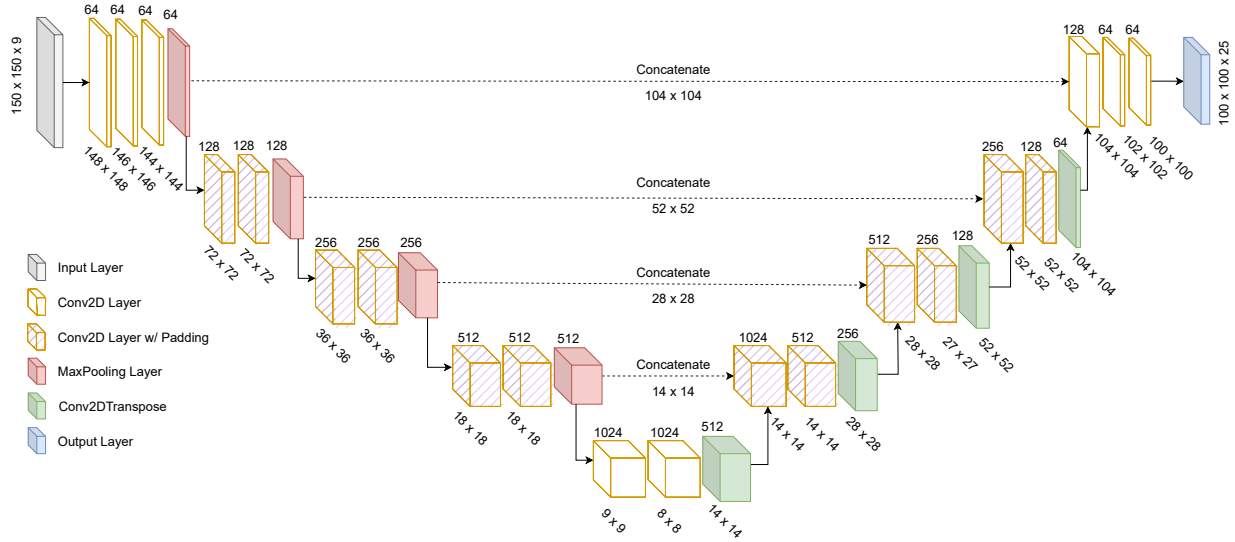 150 x 150 x 9
64
64
64
64
148 x 148
146 x 146
144 x 144
Concatenate
104 x 104
128
64
64
104 x 104
102 x 102
100 x 100
100 x 100 x 25
128
128
128
72 x 72
72 x 72
Concatenate
52 x 52
256
128
64
52 x 52
52 x 52
104 x 104
256
256
256
36 x 36
36 x 36
Concatenate
28 x 28
512
256
128
28 x 28
27 x 27
52 x 52
512
512
512
18 x 18
18 x 18
Concatenate
14 x 14
1024
512
256
14 x 14
14 x 14
28 x 28
1024
1024
512
9 x 9
8 x 8
14 x 14
Input Layer
Conv2D Layer
Conv2D Layer w/ Padding
MaxPooling Layer
Conv2DTranspose
Output Layer